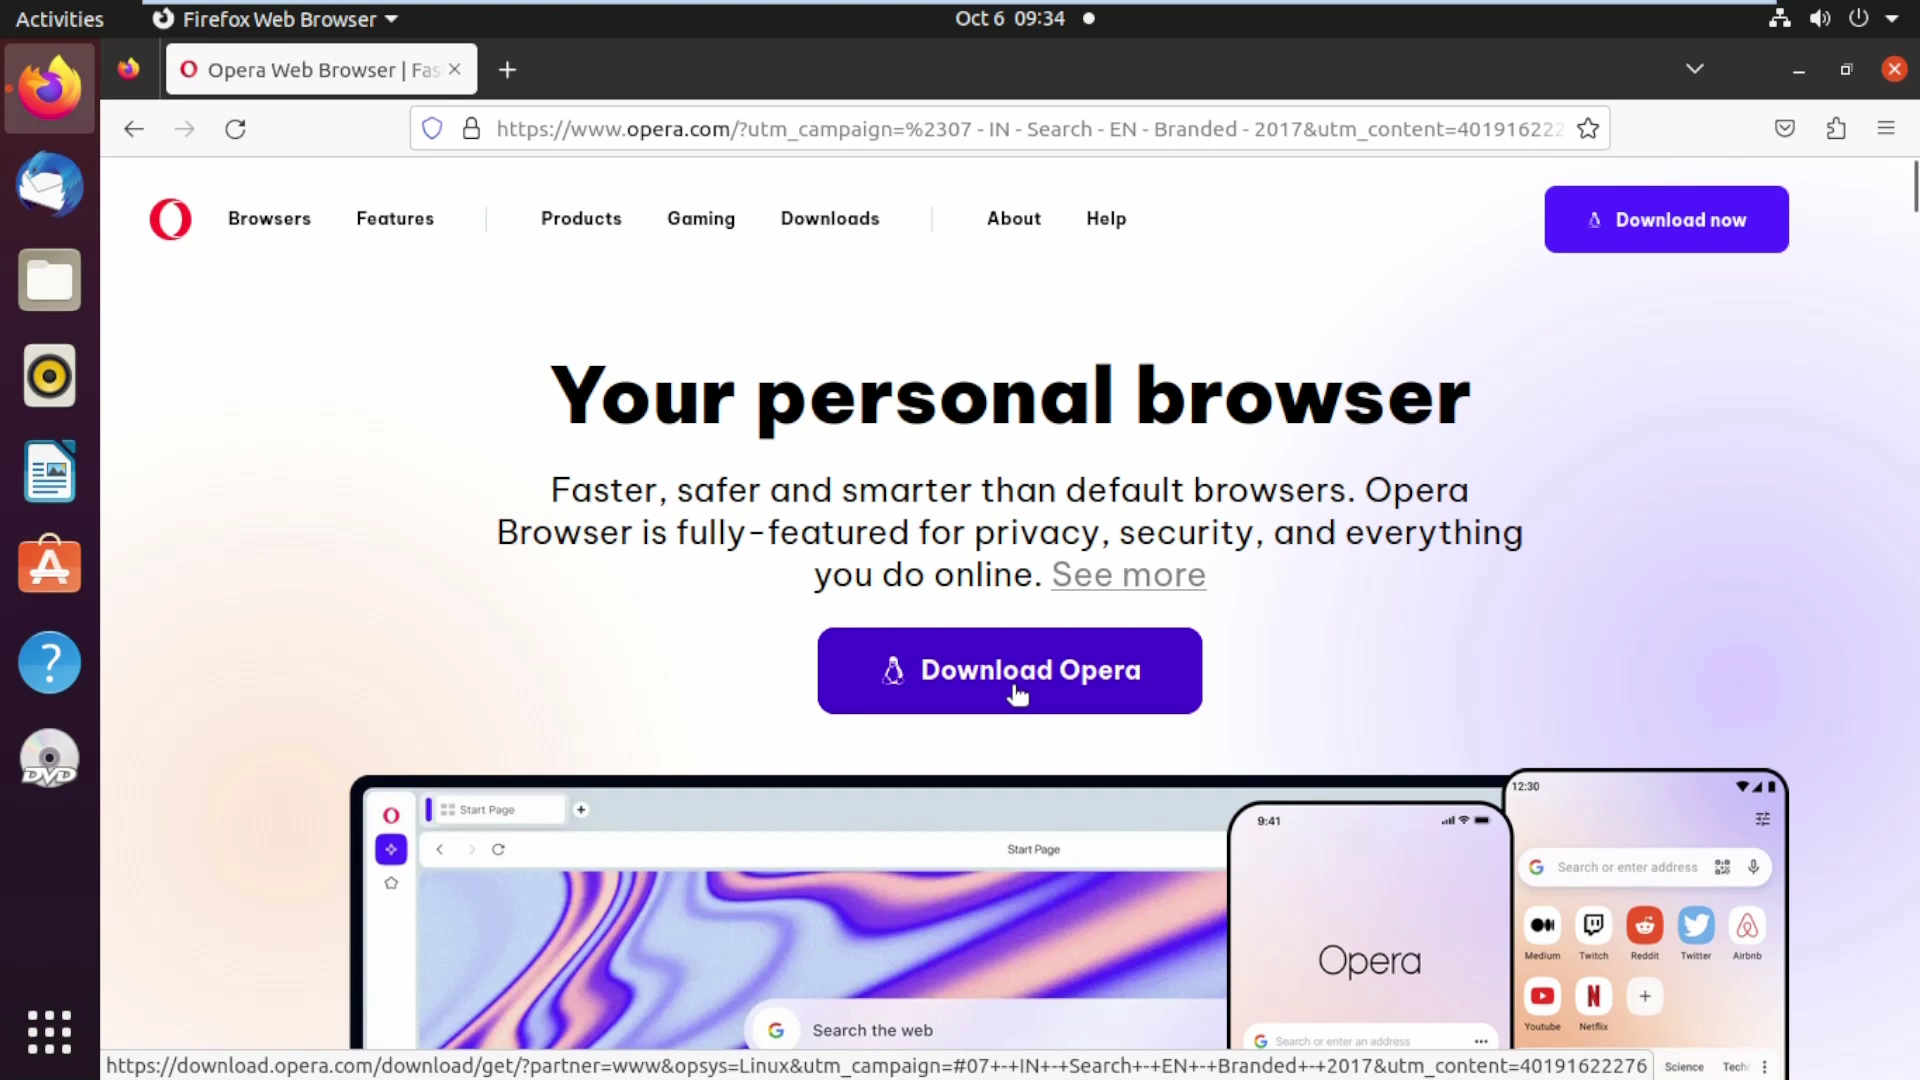 Activities
Firefox Web Browser
Oct 6 09:34
Opera Web Browser | Fas
https://www.opera.com/?utm_campaign=%2307 - IN - Search - EN - Branded - 2017&utm_content=401916222
Browsers
Features
Products
Gaming
Downloads
About
Help
Download now
Your personal browser
Faster, safer and smarter than default browsers. Opera
Browser is fully-featured for privacy, security, and everything
you do online. See more
Download Opera
Start Page
Start Page
9:41
12:30
Search or enter address
Medium
Twitch
Reddit
Twitter
Airbnb
Opera
Youtube
Netflix
Search the web
Search or enter an address
DVD
https://download.opera.com/download/get/?partner=www&opsys=Linux&utm_campaign=#07+-+IN+-+Search+-+EN+-+Branded+-+2017&utm_content=40191622276
Science
Tech